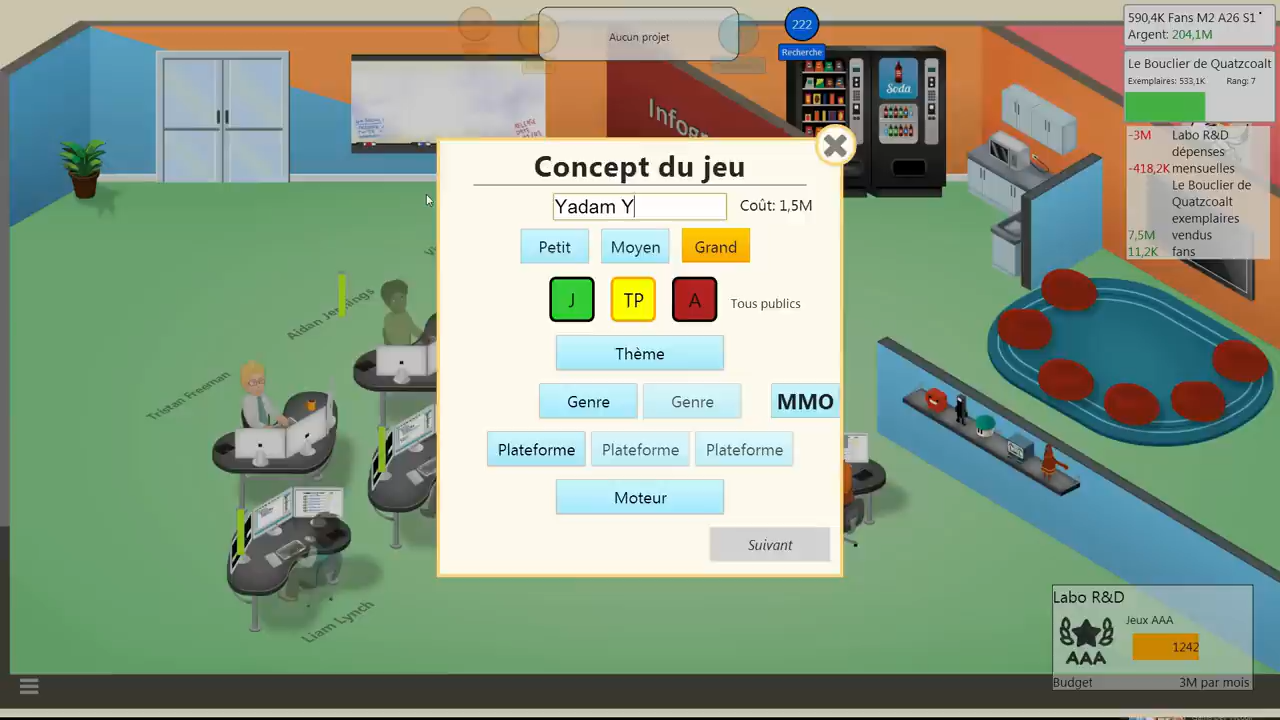 Aucun projet
222
Recherche
590,4K Fans M2 A26 S1
Argent: 204,1M
Le Bouclier de Quatzcoalt
Exemplaires: 533,1K Rang: 7
-3M Labo R&D
dépenses
-418,2K mensuelles
Le Bouclier de
Quatzcoalt
exemplaires
7,5M vendus
11,2K fans
Soda
Infog
Concept du jeu
Yadam Y
Coût: 1,5M
Petit Moyen Grand
J TP A Tous publics
Thème
Genre Genre MMO
Plateforme Plateforme Plateforme
Moteur
Suivant
Aidan Jennings
Tristan Freeman
Liam Lynch
Labo R&D
Jeux AAA
1242
AAA
Budget 3M par mois